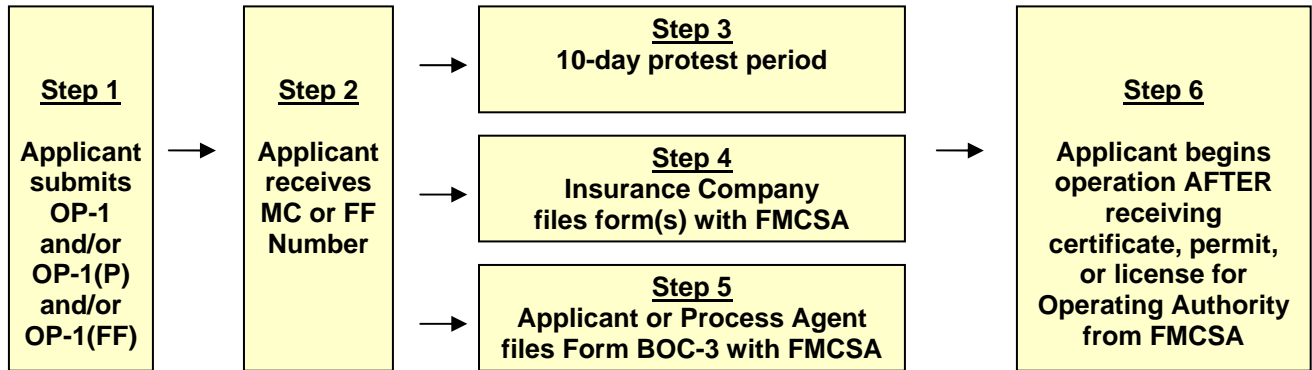 Step 1
Applicant
submits
OP-1
and/or
OP-1(P)
and/or
OP-1(FF)
Step 2
Applicant
receives
MC or FF
Number
Step 3
10-day protest period
Step 4
Insurance Company
files form(s) with FMCSA
Step 5
Applicant or Process Agent
files Form BOC-3 with FMCSA
Step 6
Applicant begins
operation AFTER
receiving
certificate, permit,
or license for
Operating Authority
from FMCSA